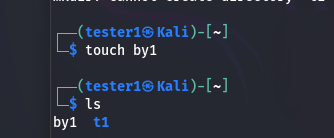 ┌──(tester1㉿Kali)-[~]
└─$ touch by1
┌──(tester1㉿Kali)-[~]
└─$ ls
by1  t1